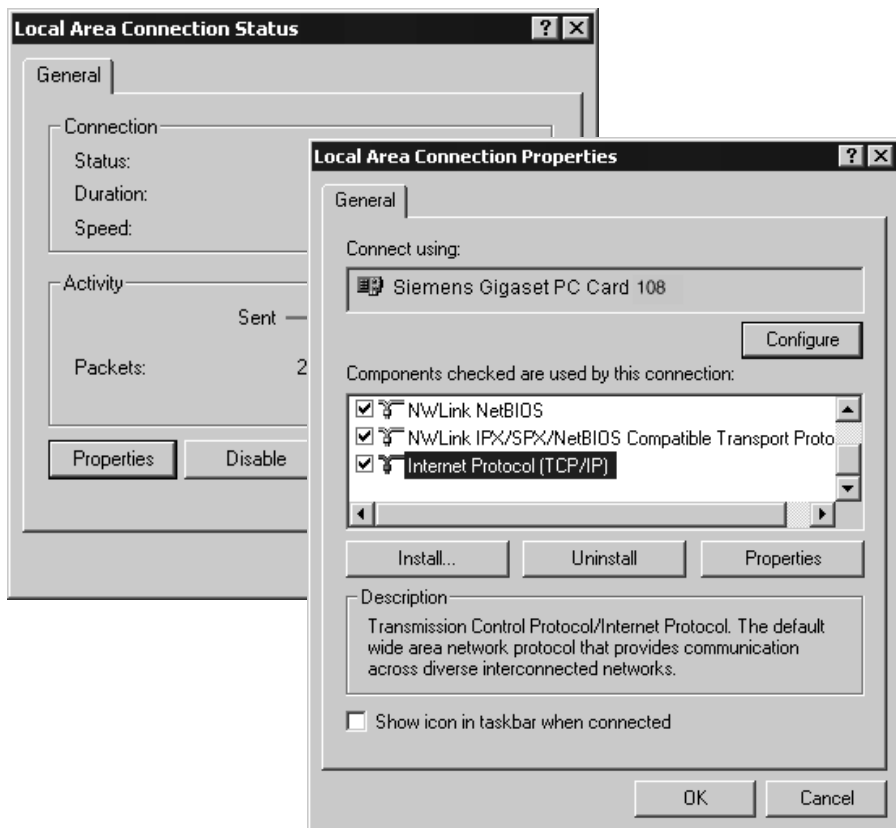 Local Area Connection Status
General
Connection
Status:
Duration:
Speed:
Activity
Sent
Packets: 2
Properties Disable
Local Area Connection Properties
General
Connect using:
Siemens Gigaset PC Card 108
Configure
Components checked are used by this connection:
NWLink NetBIOS
NWLink IPX/SPX/NetBIOS Compatible Transport Proto
Internet Protocol (TCP/IP)
Install... Uninstall Properties
Description
Transmission Control Protocol/Internet Protocol. The default
wide area network protocol that provides communication
across diverse interconnected networks.
Show icon in taskbar when connected
OK Cancel